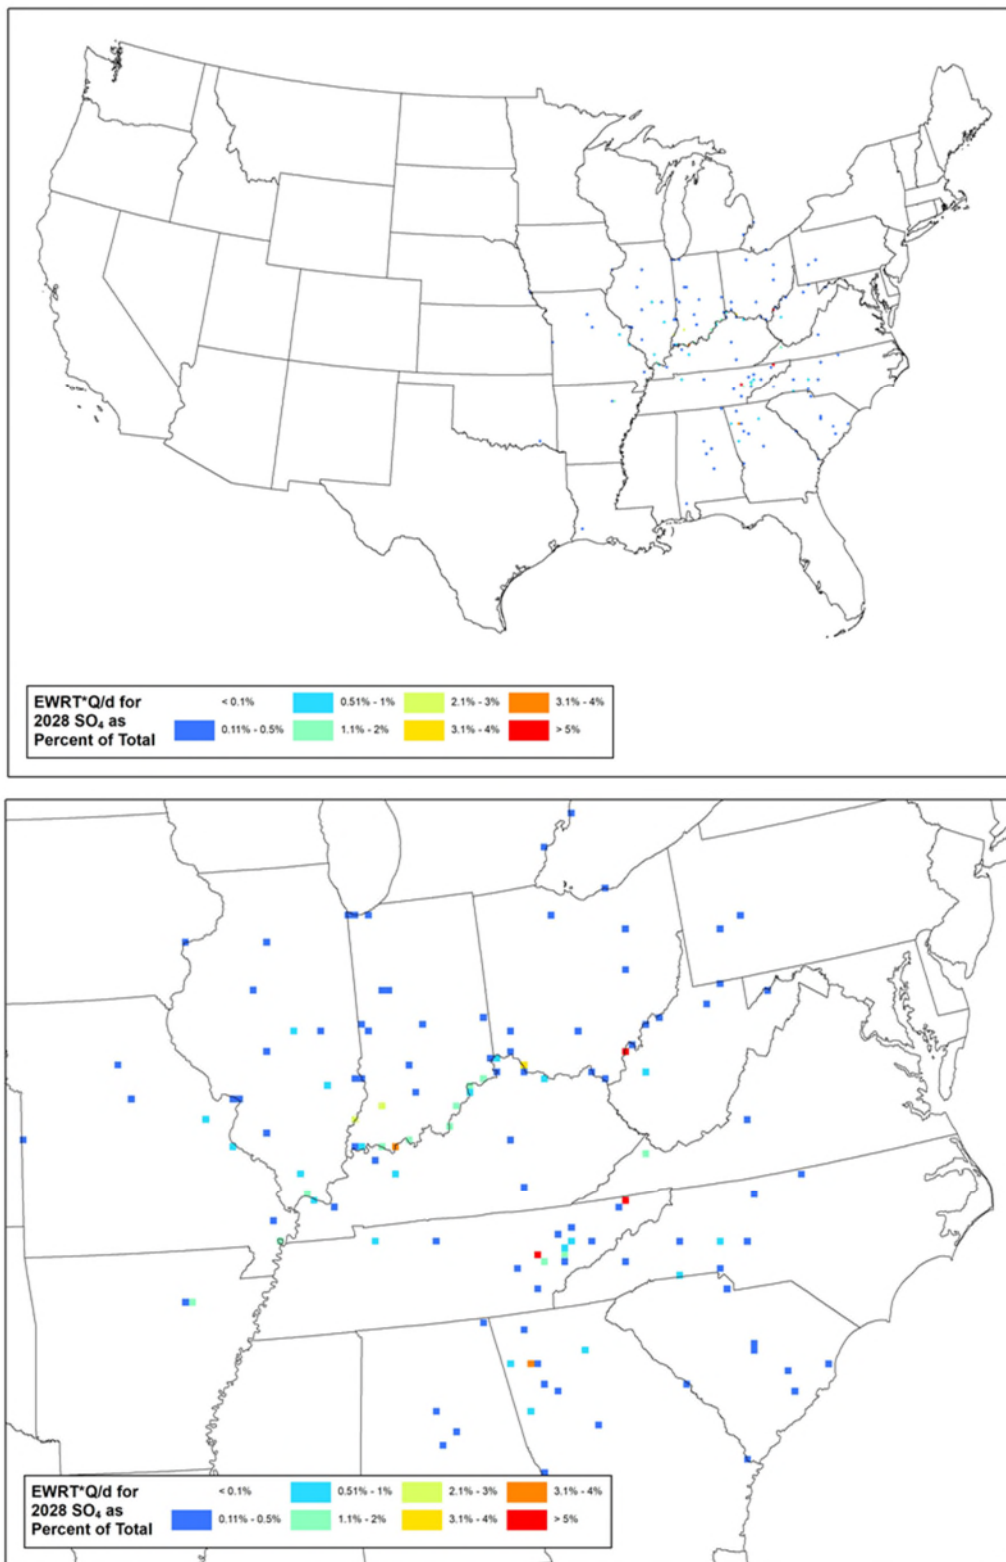 EWRT*Q/d for
2028 SO₄ as
Percent of Total
< 0.1%
0.51% - 1%
2.1% - 3%
3.1% - 4%
0.11% - 0.5%
1.1% - 2%
3.1% - 4%
> 5%
EWRT*Q/d for
2028 SO₄ as
Percent of Total
< 0.1%
0.51% - 1%
2.1% - 3%
3.1% - 4%
0.11% - 0.5%
1.1% - 2%
3.1% - 4%
> 5%